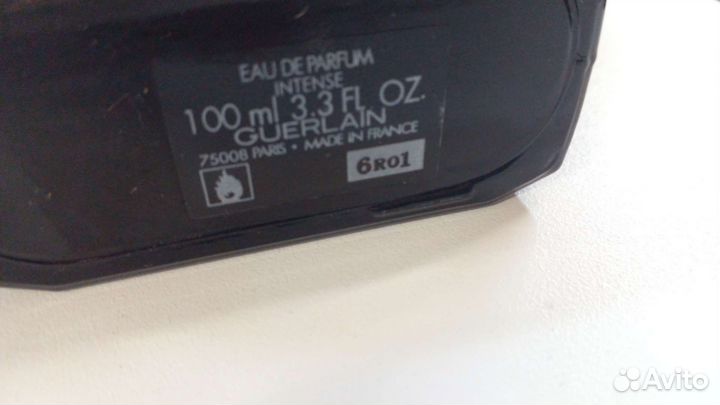 EAU DE PARFUM
INTENSE
100 ml 3.3 FL OZ.
GUERLAIN
75008 PARIS • MADE IN FRANCE
6R01
Avito